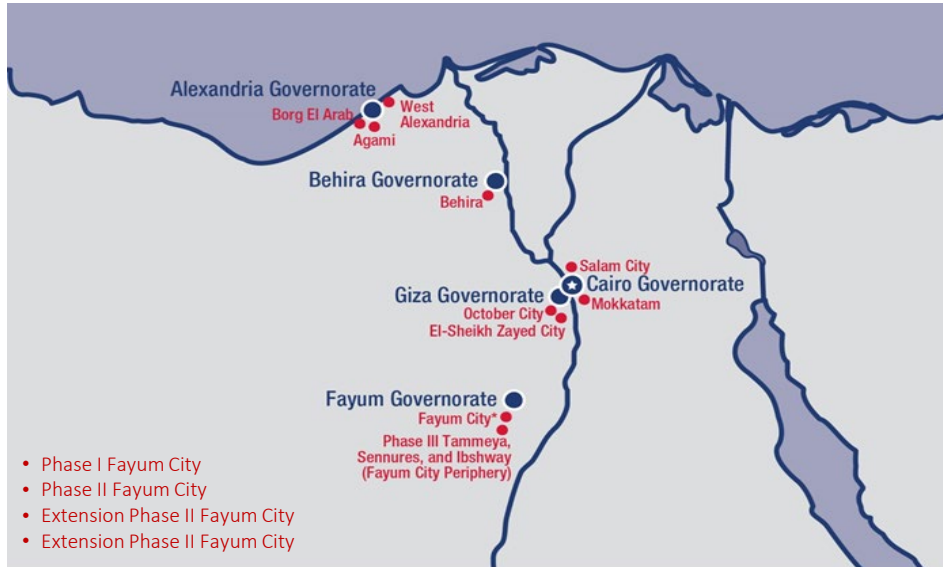 Alexandria Governorate
Borg El Arab
West
Alexandria
Agami
Behira Governorate
Behira
Salam City
Cairo Governorate
Giza Governorate
Mokkatam
October City
El-Sheikh Zayed City
Fayum Governorate
Fayum City*
Phase III Tammeya,
Sennures, and Ibshway
(Fayum City Periphery)
• Phase I Fayum City
• Phase II Fayum City
• Extension Phase II Fayum City
• Extension Phase II Fayum City